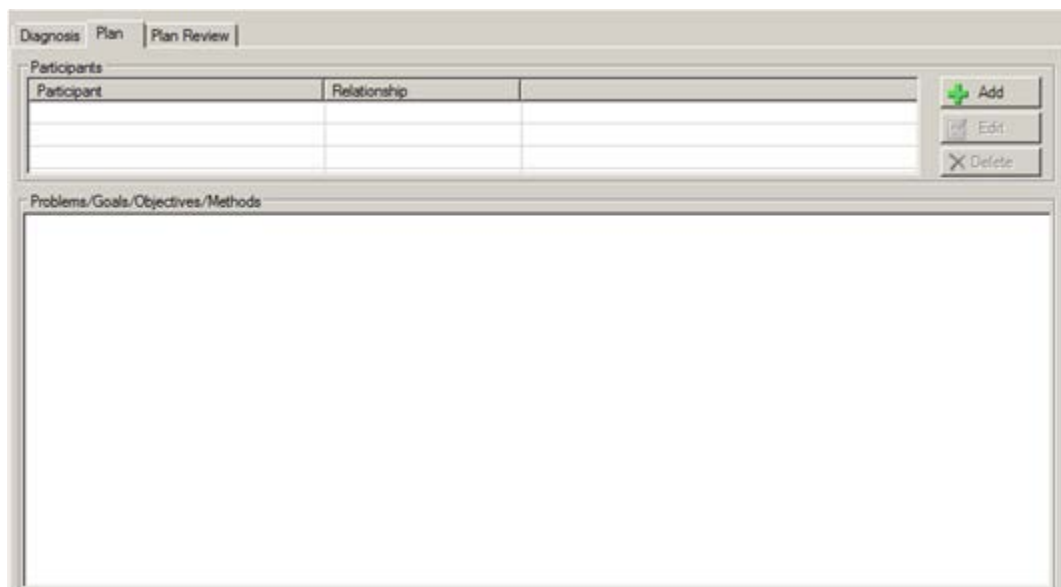 Diagnosis Plan Plan Review
Participants
Participant Relationship
Add
Edit
Delete
Problems/Goals/Objectives/Methods